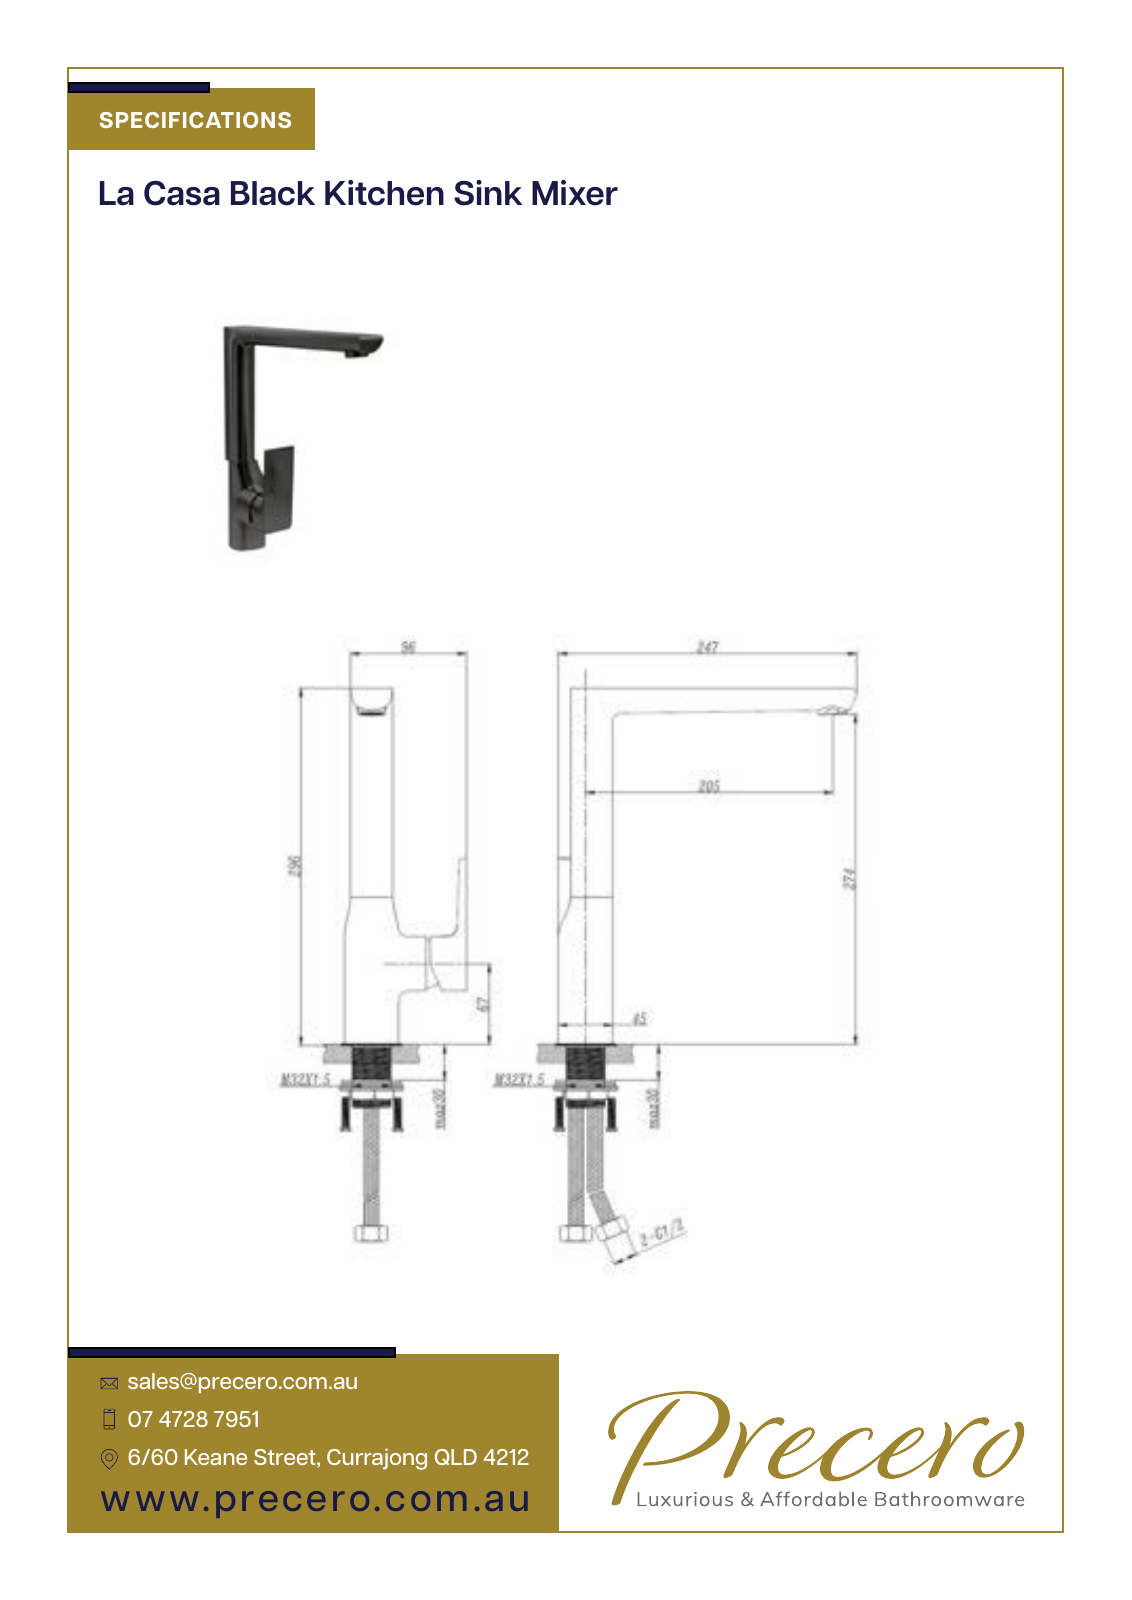 SPECIFICATIONS
La Casa Black Kitchen Sink Mixer
96
247
205
296
274
67
45
M32X1.5
M32X1.5
max30
max30
2-G1/2
sales@precero.com.au
07 4728 7951
6/60 Keane Street, Currajong QLD 4212
www.precero.com.au
Precero
Luxurious & Affordable Bathroomware